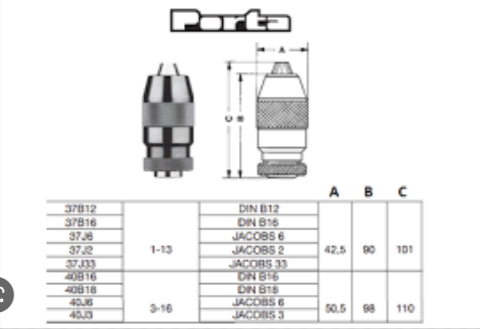 Porta
A
C
B
A B C
37B12 DIN B12
37B16 DIN B16
37J6 JACOBS 6
37J2 1-13 JACOBS 2 42,5 90 101
37J33 JACOBS 33
40B16 DIN B16
40B18 DIN B18
40J6 JACOBS 6
40J3 3-16 JACOBS 3 50,5 98 110